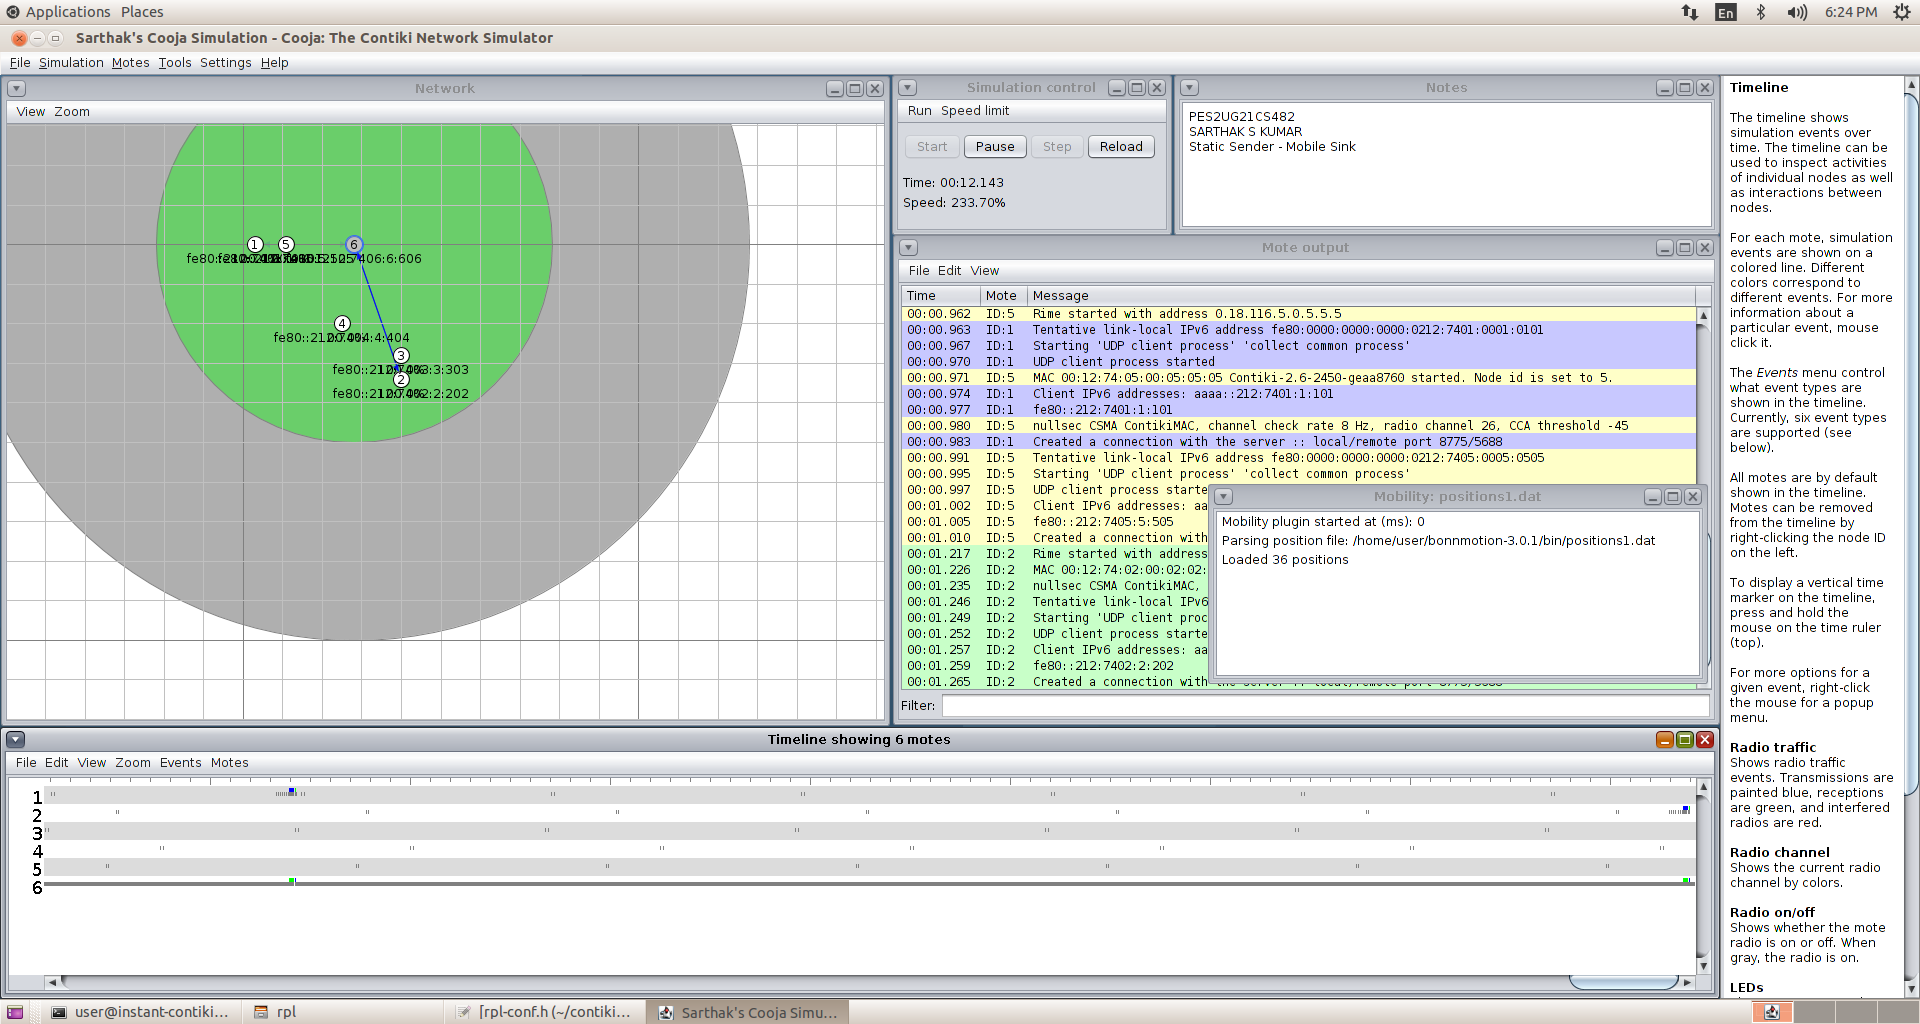 Applications Places
En 6:24 PM
Sarthak's Cooja Simulation - Cooja: The Contiki Network Simulator
File Simulation Motes Tools Settings Help
Network
View Zoom
1 5 6
7406:6:606
4
3
2
Simulation control
Run Speed limit
Start Pause Step Reload
Time: 00:12.143
Speed: 233.70%
Notes
PES2UG21CS482
SARTHAK S KUMAR
Static Sender - Mobile Sink
Mote output
File Edit View
Time Mote Message
00:00.962 ID:5 Rime started with address 0.18.116.5.0.5.5.5
00:00.963 ID:1 Tentative link-local IPv6 address fe80:0000:0000:0000:0212:7401:0001:0101
00:00.967 ID:1 Starting 'UDP client process' 'collect common process'
00:00.970 ID:1 UDP client process started
00:00.971 ID:5 MAC 00:12:74:05:00:05:05:05 Contiki-2.6-2450-geaa8760 started. Node id is set to 5.
00:00.974 ID:1 Client IPv6 addresses: aaaa::212:7401:1:101
00:00.977 ID:1 fe80::212:7401:1:101
00:00.980 ID:5 nullsec CSMA ContikiMAC, channel check rate 8 Hz, radio channel 26, CCA threshold -45
00:00.983 ID:1 Created a connection with the server :: local/remote port 8775/5688
00:00.991 ID:5 Tentative link-local IPv6 address fe80:0000:0000:0000:0212:7405:0005:0505
00:00.995 ID:5 Starting 'UDP client process' 'collect common process'
00:00.997 ID:5 UDP client process starte
00:01.002 ID:5 Client IPv6 addresses: aa
00:01.005 ID:5 fe80::212:7405:5:505
00:01.010 ID:5 Created a connection with
00:01.217 ID:2 Rime started with address
00:01.226 ID:2 MAC 00:12:74:02:00:02:02:
00:01.235 ID:2 nullsec CSMA ContikiMAC,
00:01.246 ID:2 Tentative link-local IPv6
00:01.249 ID:2 Starting 'UDP client proc
00:01.252 ID:2 UDP client process starte
00:01.257 ID:2 Client IPv6 addresses: aa
00:01.259 ID:2 fe80::212:7402:2:202
00:01.265 ID:2 Created a connection with
Filter:
Mobility: positions1.dat
Mobility plugin started at (ms): 0
Parsing position file: /home/user/bonnmotion-3.0.1/bin/positions1.dat
Loaded 36 positions
Timeline showing 6 motes
File Edit View Zoom Events Motes
1
2
3
4
5
6
Timeline
The timeline shows
simulation events over
time. The timeline can be
used to inspect activities
of individual nodes as well
as interactions between
nodes.
For each mote, simulation
events are shown on a
colored line. Different
colors correspond to
different events. For more
information about a
particular event, mouse
click it.
The Events menu control
what event types are
shown in the timeline.
Currently, six event types
are supported (see
below).
All motes are by default
shown in the timeline.
Motes can be removed
from the timeline by
right-clicking the node ID
on the left.
To display a vertical time
marker on the timeline,
press and hold the
mouse on the time ruler
(top).
For more options for a
given event, right-click
the mouse for a popup
menu.
Radio traffic
Shows radio traffic
events. Transmissions are
painted blue, receptions
are green, and interfered
radios are red.
Radio channel
Shows the current radio
channel by colors.
Radio on/off
Shows whether the mote
radio is on or off. When
gray, the radio is on.
LEDs
user@instant-contiki... rpl [rpl-conf.h (~/contiki... Sarthak's Cooja Simu...